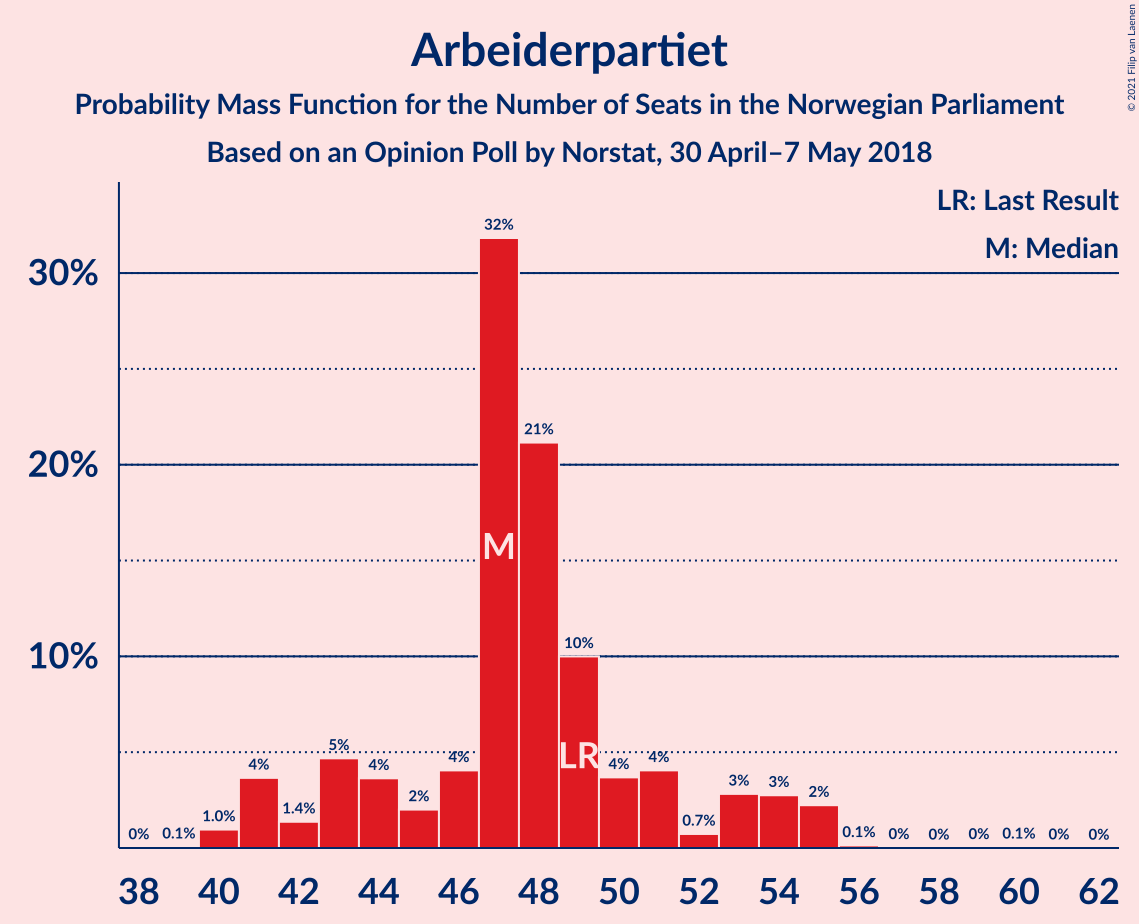 Arbeiderpartiet
Probability Mass Function for the Number of Seats in the Norwegian Parliament
Based on an Opinion Poll by Norstat, 30 April–7 May 2018
© 2021 Filip van Laenen
LR: Last Result
M: Median
30%
20%
10%
0% 0.1% 1.0% 4% 1.4% 5% 4% 2% 4% 32% 21% 10% 4% 4% 0.7% 3% 3% 2% 0.1% 0% 0% 0% 0.1% 0% 0%
M
LR
38 40 42 44 46 48 50 52 54 56 58 60 62